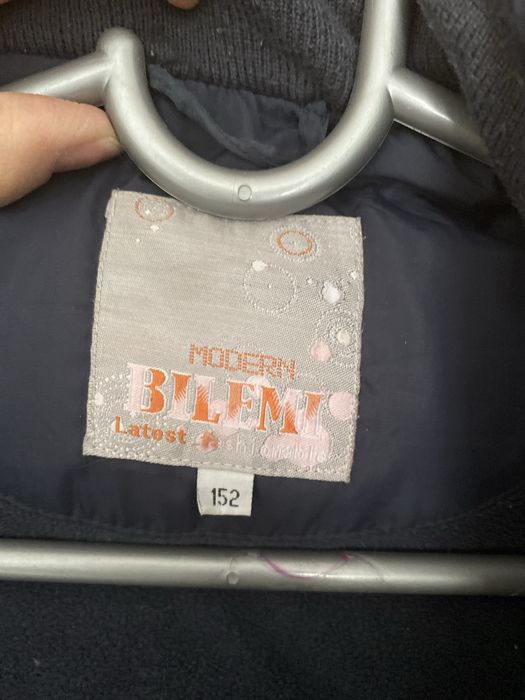 MODERN
BILEMI
Latest
152